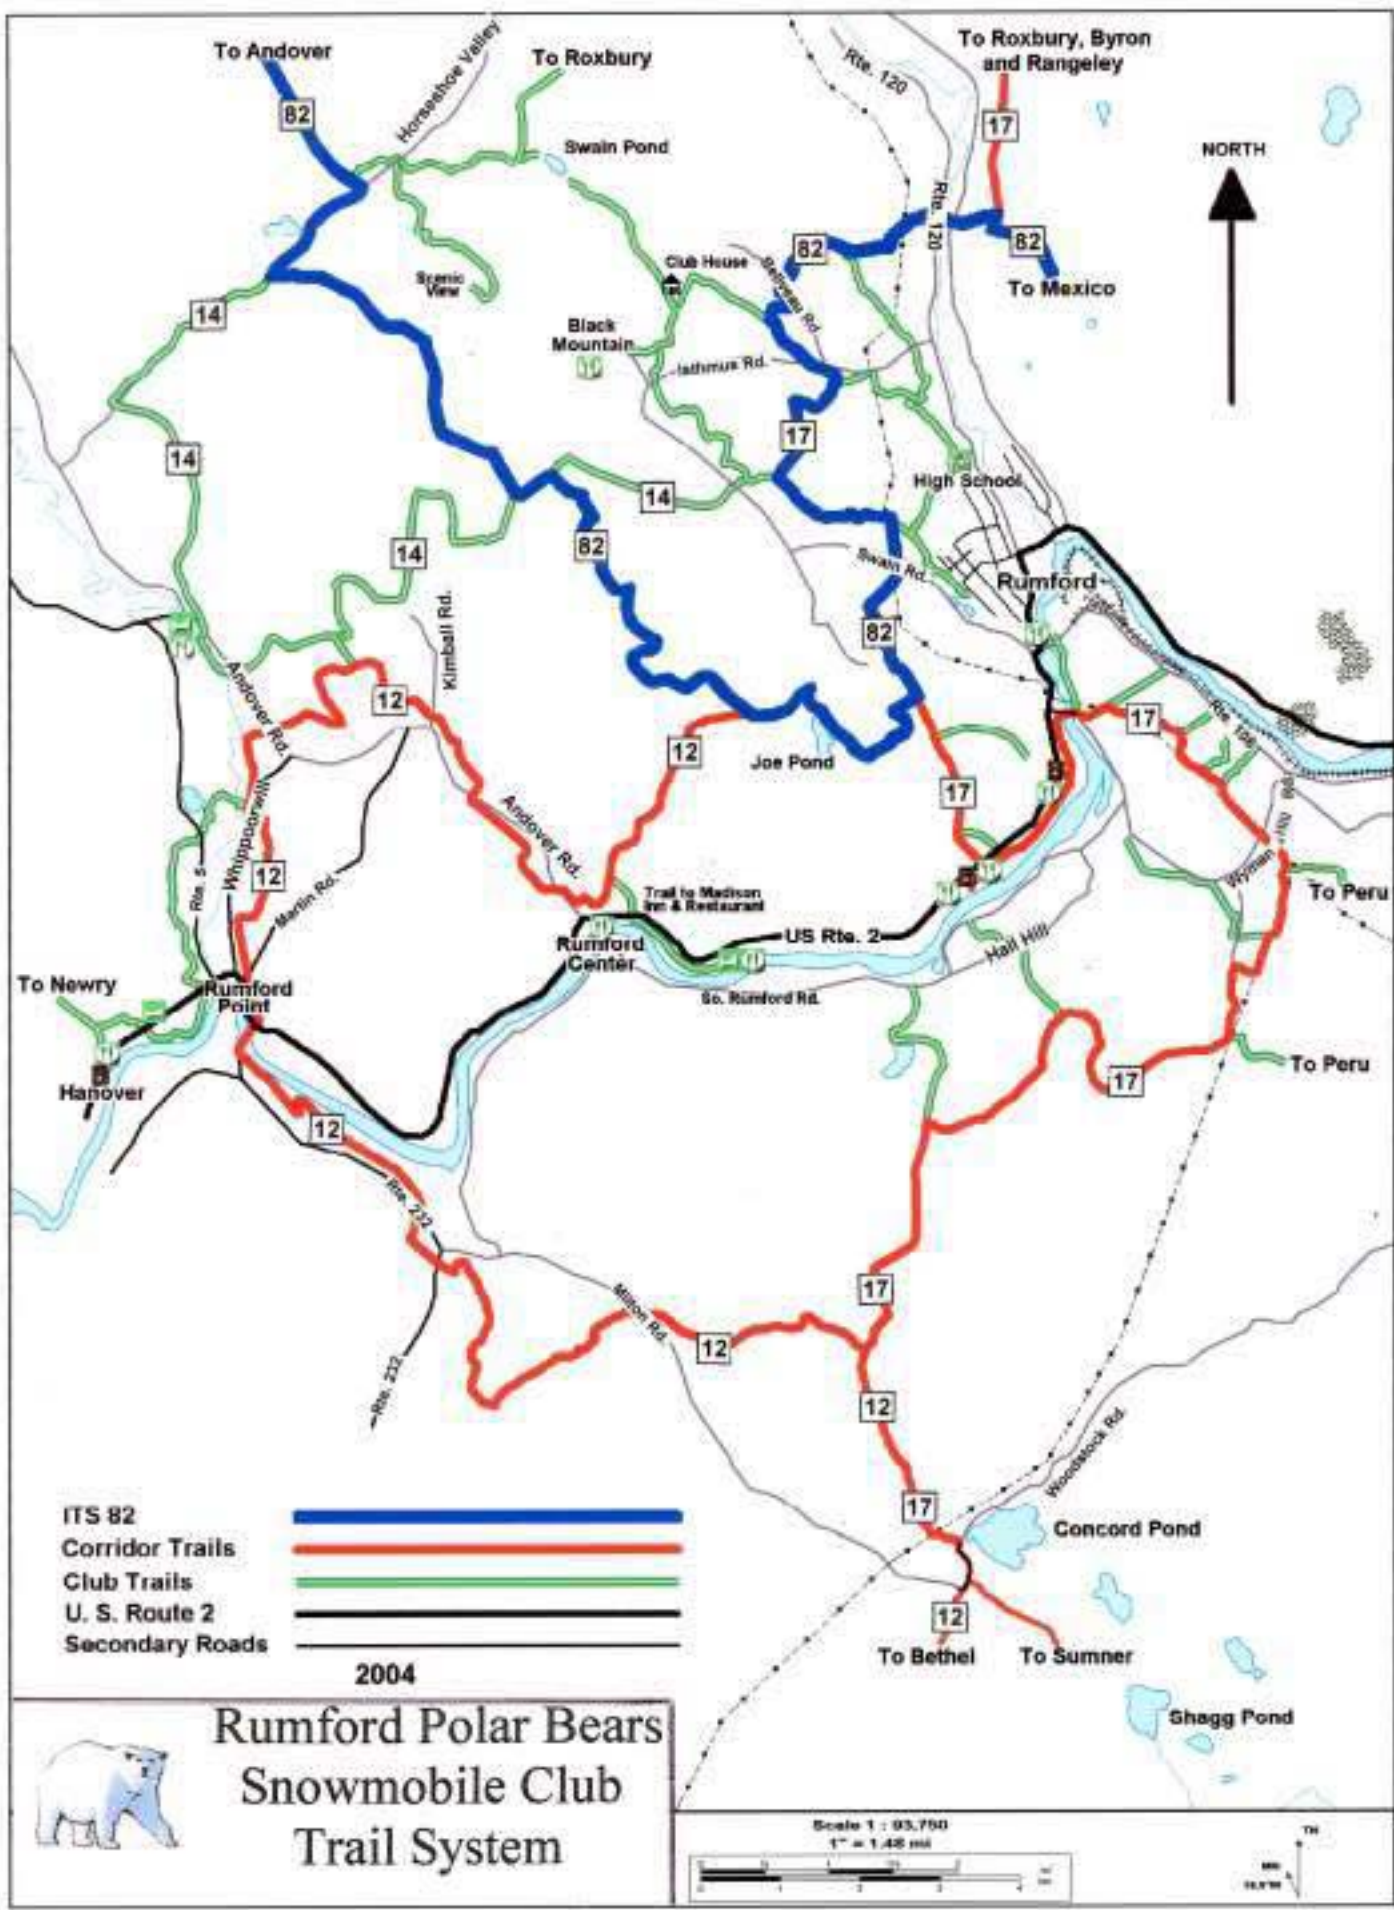 To Andover
To Roxbury
To Roxbury, Byron
and Rangeley
Horseshoe Valley
Rte. 120
82
17
Swain Pond
NORTH
Rte. 120
82
82
Club House
Belliveau Rd.
Scenic
View
To Mexico
14
Black
Mountain
Isthmus Rd.
17
14
High School
14
14
82
Swain Rd.
Rumford
Kimball Rd.
82
Andover Rd.
12
17
Rte. 108
12
Joe Pond
17
Andover Rd.
Whippoorwill
12
Rte. 5
Martin Rd.
Wyman Hill Rd.
To Peru
Trail to Madison
Inn & Restaurant
US Rte. 2
Rumford
Center
Hall Hill
To Newry
Rumford
Point
So. Rumford Rd.
To Peru
Hanover
17
12
Rte. 232
17
Milton Rd.
12
Rte. 232
12
Woodstock Rd.
17
ITS 82
Corridor Trails
Club Trails
U. S. Route 2
Secondary Roads
2004
Concord Pond
12
To Bethel
To Sumner
Shagg Pond
Rumford Polar Bears
Snowmobile Club
Trail System
Scale 1 : 93,750
1" = 1.48 mi
TN
MN